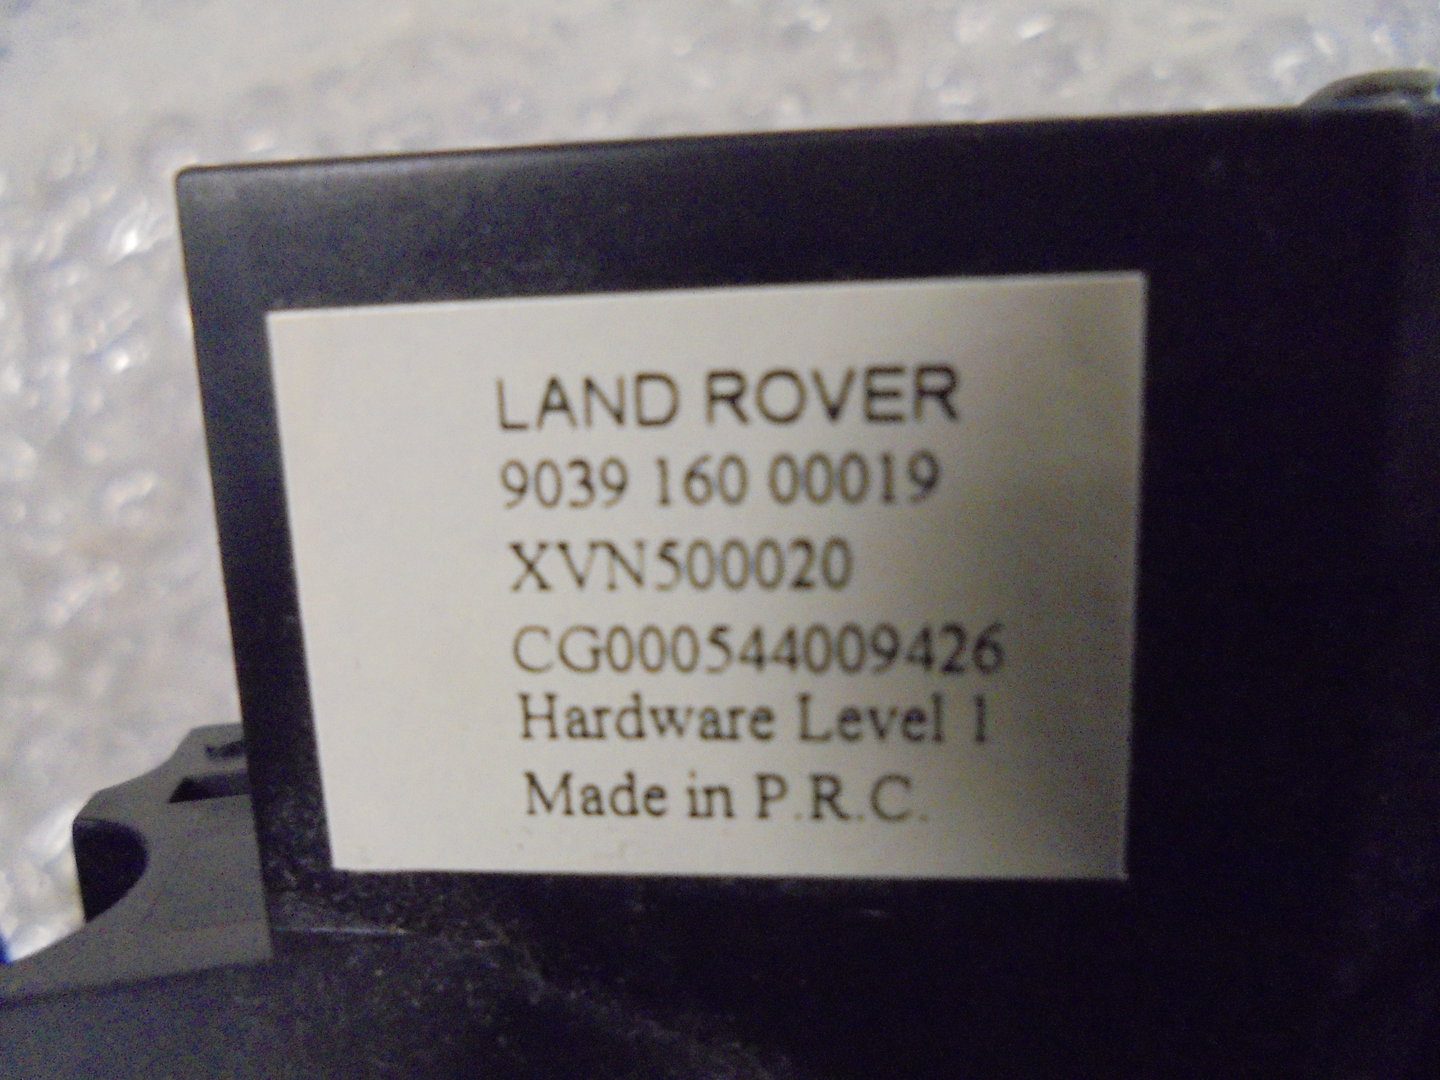 LAND ROVER
9039 160 00019
XVN500020
CG000544009426
Hardware Level 1
Made in P.R.C.